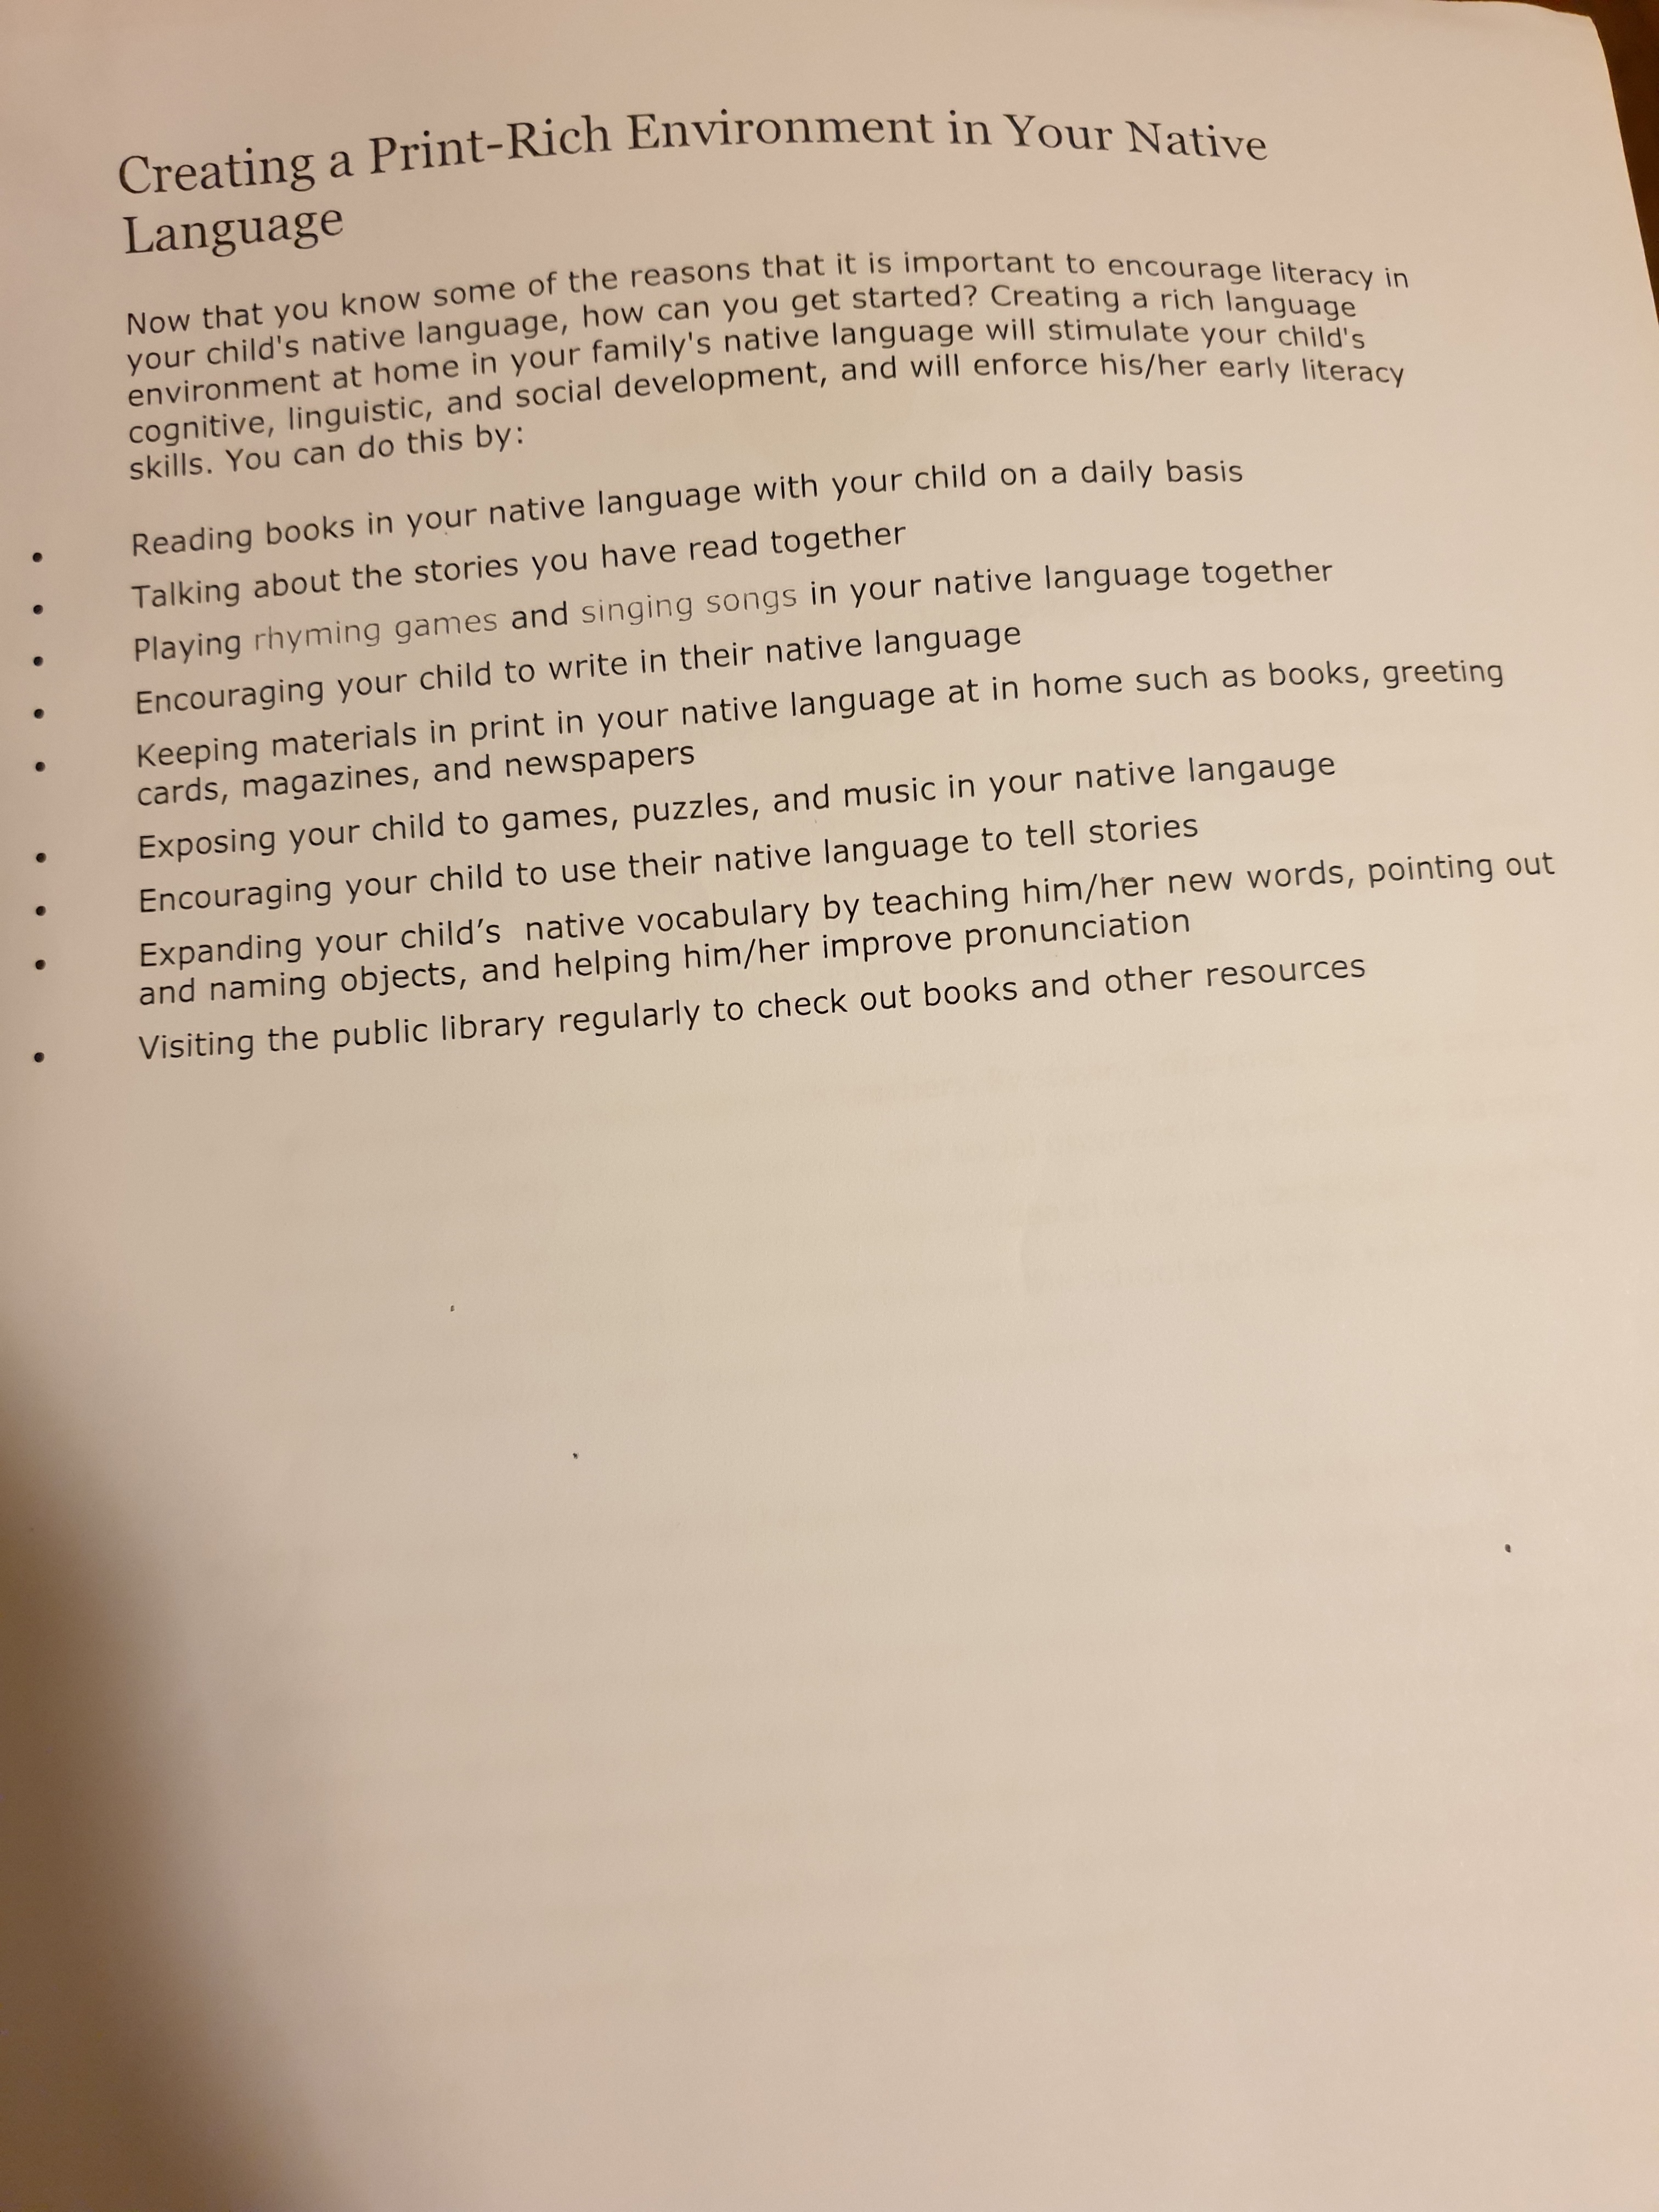 Creating a Print-Rich Environment in Your Native
Language
Now that you know some of the reasons that it is important to encourage literacy in
your child's native language, how can you get started? Creating a rich language
environment at home in your family's native language will stimulate your child's
cognitive, linguistic, and social development, and will enforce his/her early literacy
skills. You can do this by:
• Reading books in your native language with your child on a daily basis
• Talking about the stories you have read together
• Playing rhyming games and singing songs in your native language together
• Encouraging your child to write in their native language
• Keeping materials in print in your native language at in home such as books, greeting
cards, magazines, and newspapers
• Exposing your child to games, puzzles, and music in your native langauge
• Encouraging your child to use their native language to tell stories
• Expanding your child’s  native vocabulary by teaching him/her new words, pointing out
and naming objects, and helping him/her improve pronunciation
• Visiting the public library regularly to check out books and other resources